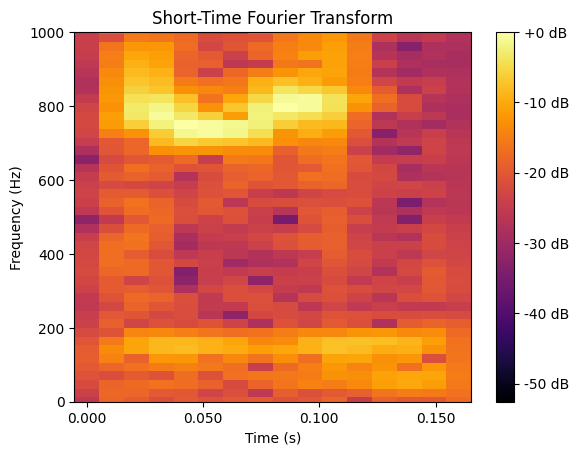 Short-Time Fourier Transform
1000
800
600
400
200
0
Frequency (Hz)
0.000
0.050
0.100
0.150
Time (s)
+0 dB
-10 dB
-20 dB
-30 dB
-40 dB
-50 dB